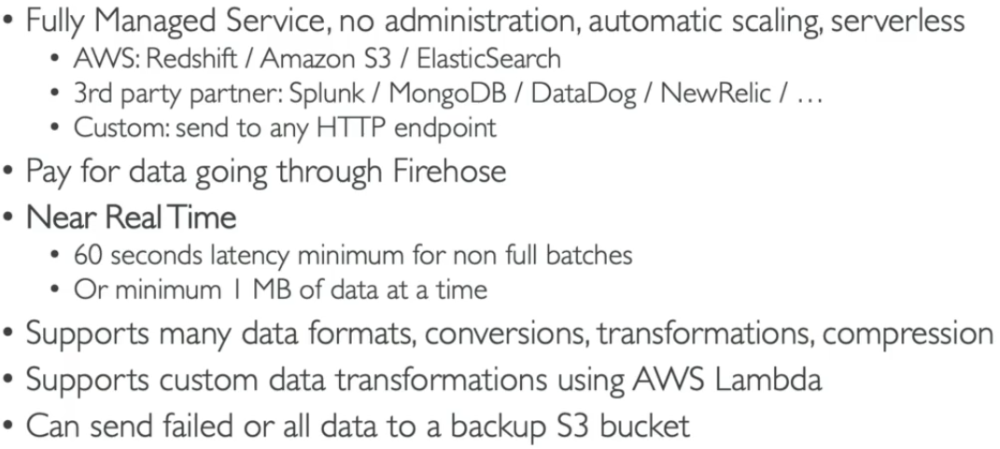 • Fully Managed Service, no administration, automatic scaling, serverless
• AWS: Redshift / Amazon S3 / ElasticSearch
• 3rd party partner: Splunk / MongoDB / DataDog / NewRelic / …
• Custom: send to any HTTP endpoint
• Pay for data going through Firehose
• Near Real Time
• 60 seconds latency minimum for non full batches
• Or minimum 1 MB of data at a time
• Supports many data formats, conversions, transformations, compression
• Supports custom data transformations using AWS Lambda
• Can send failed or all data to a backup S3 bucket